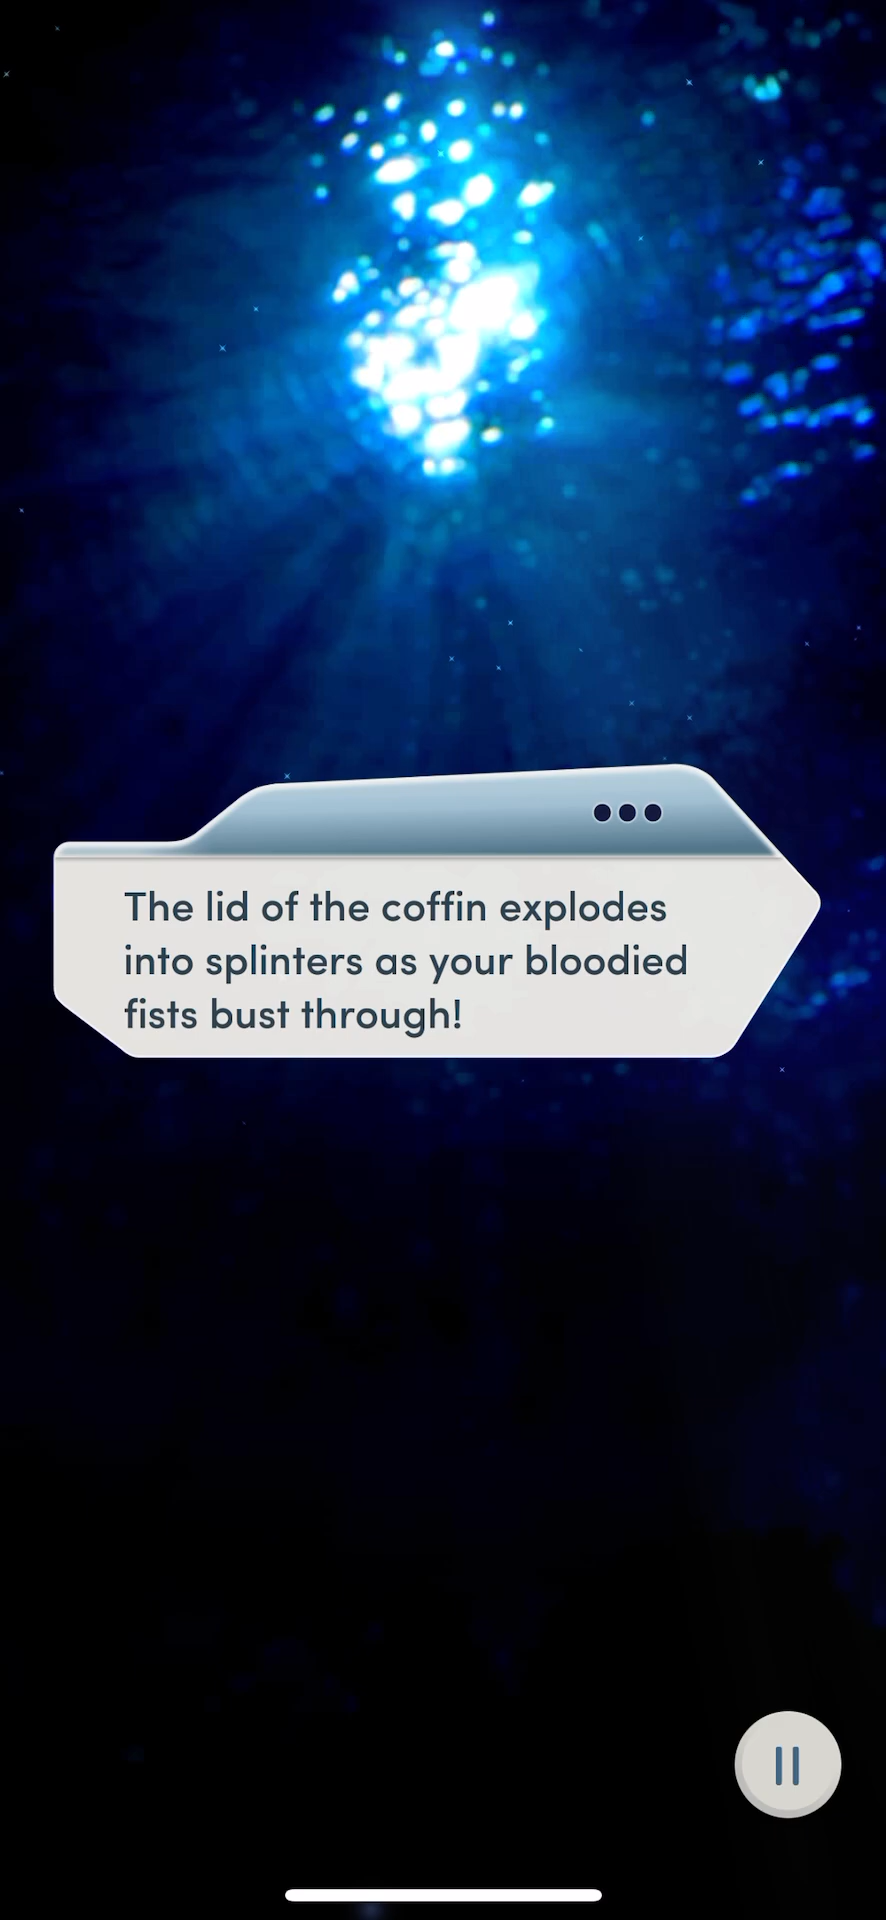 The lid of the coffin explodes
into splinters as your bloodied
fists bust through!